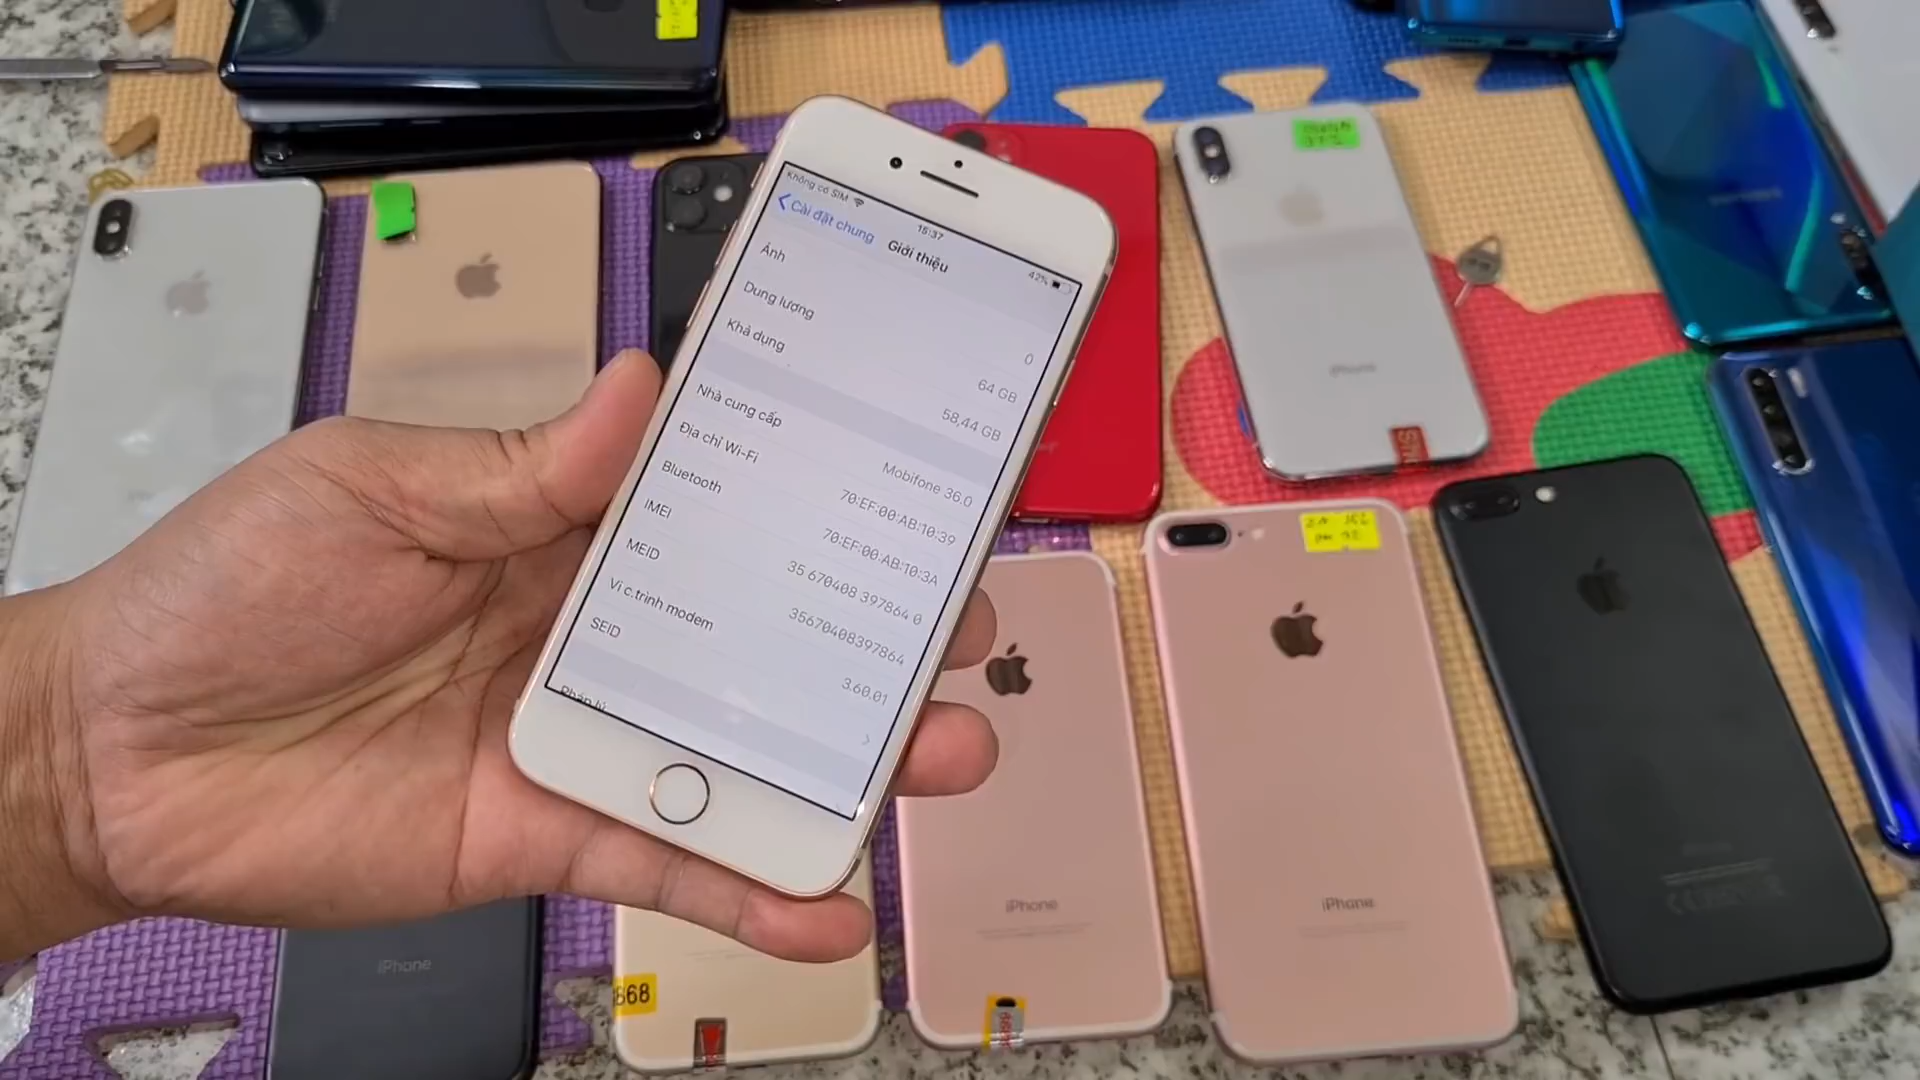 Không có SIM
15:37
42%
Cài đặt chung
Giới thiệu
Ảnh
0
Dung lượng
64 GB
Khả dụng
58,44 GB
Nhà cung cấp
Mobifone 36.0
Địa chỉ Wi-Fi
70:EF:00:AB:10:39
Bluetooth
70:EF:00:AB:10:3A
IMEI
35 670408 397864 0
MEID
35670408397864
Vi c.trình modem
3.60.01
SEID
Pháp lý
iPhone
iPhone
iPhone
iPhone
868